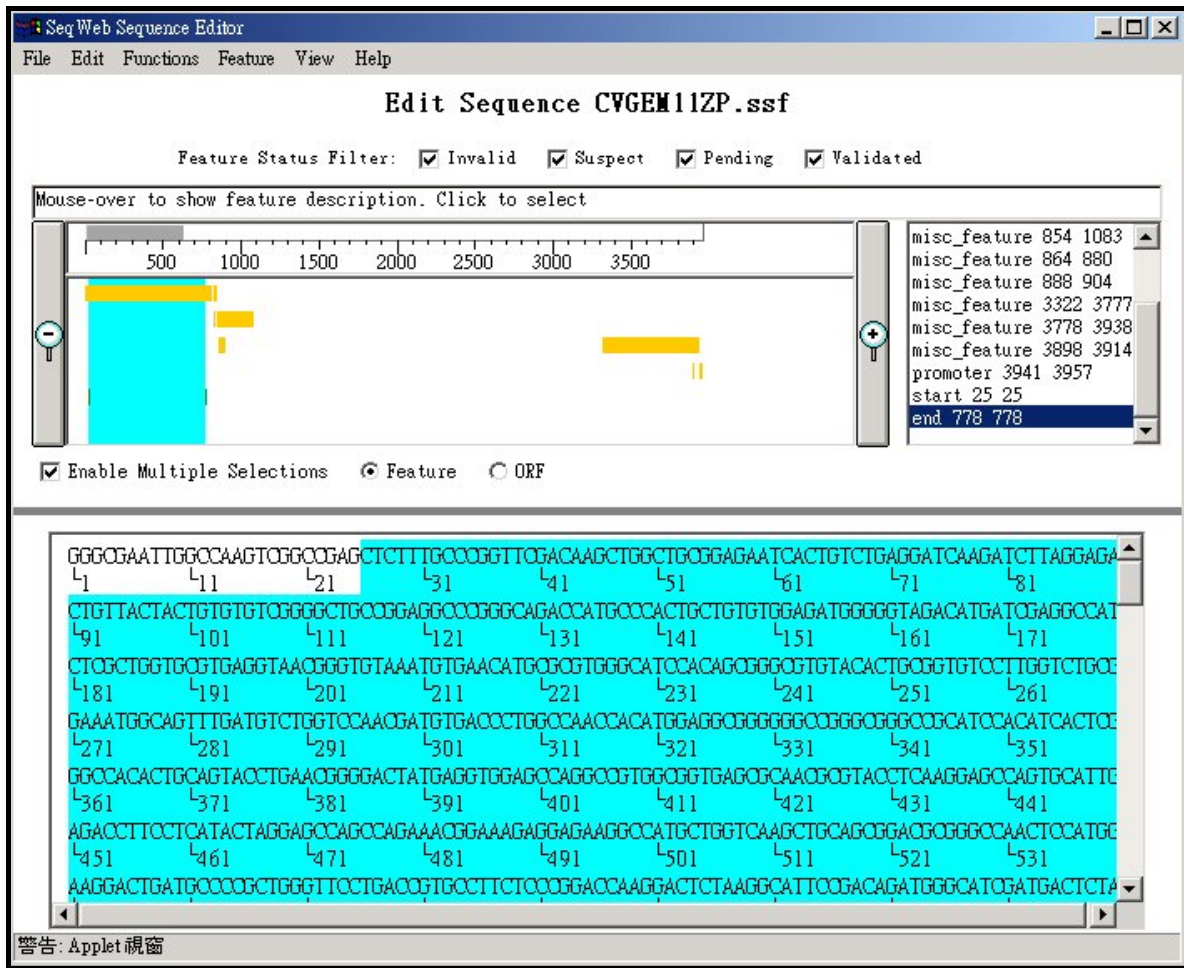 SeqWeb Sequence Editor
File Edit Functions Feature View Help
Edit Sequence CVGEM11ZP.ssf
Feature Status Filter: Invalid Suspect Pending Validated
Mouse-over to show feature description. Click to select
500 1000 1500 2000 2500 3000 3500
misc_feature 854 1083
misc_feature 864 880
misc_feature 888 904
misc_feature 3322 3777
misc_feature 3778 3938
misc_feature 3898 3914
promoter 3941 3957
start 25 25
end 778 778
Enable Multiple Selections Feature ORF
GGGCGAATTGGCCAAGTCGGCCGAGCTCTTTGCCCGGTTCGACAAGCTGGCTGCGGAGAATCACTGTCTGAGGATCAAGATCTTAGGAGA
1 11 21 31 41 51 61 71 81
CTGTTACTACTGTGTGTCGGGGCTGCCGGAGGCCCGGGCAGACCATGCCCACTGCTGTGTGGAGATGGGGGTAGACATGATCGAGGCCAT
91 101 111 121 131 141 151 161 171
CTCGCTGGTGCGTGAGGTAACGGGTGTAAATGTGAACATGCGCGTGGGCATCCACAGCGGGCGTGTACACTGCGGTGTCCTTGGTCTGCG
181 191 201 211 221 231 241 251 261
GAAATGGCAGTTTGATGTCTGGTCCAACGATGTGACCCTGGCCAACCACATGGAGGCGGGGGGCCGGGCGGGCCGCATCCACATCACTCG
271 281 291 301 311 321 331 341 351
GGCCACACTGCAGTACCTGAACGGGGACTATGAGGTGGAGCCAGGCCGTGGCGGTGAGCGCAACGCGTACCTCAAGGAGCCAGTGCATTG
361 371 381 391 401 411 421 431 441
AGACCTTCCTCATACTAGGAGCCAGCCAGAAACGGAAAGAGGAGAAGGCCATGCTGGTCAAGCTGCAGCGGACGCGGGCCAACTCCATGG
451 461 471 481 491 501 511 521 531
AAGGACTGATGCCCCGCTGGGTTCCTGACCGTGCCTTCTCCCGGACCAAGGACTCTAAGGCATTCCGACAGATGGGCATCGATGACTCTA
警告: Applet 視窗